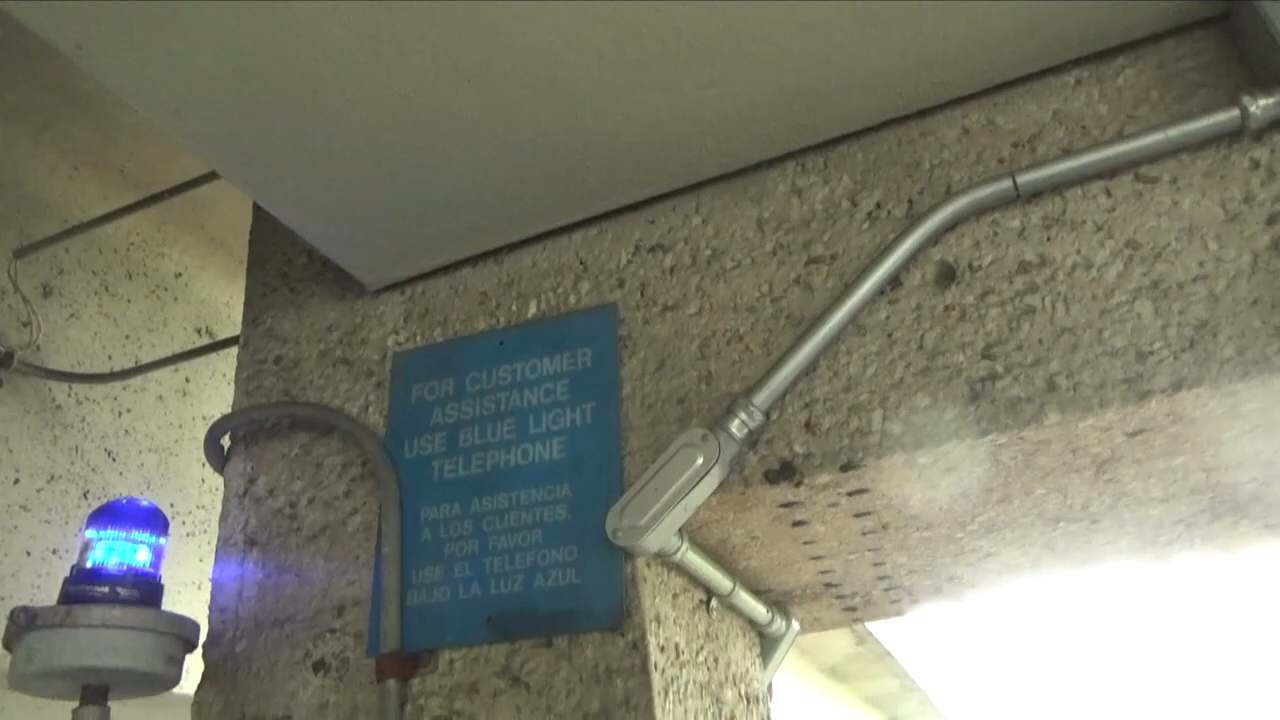 FOR CUSTOMER
ASSISTANCE
USE BLUE LIGHT
TELEPHONE
PARA ASISTENCIA
A LOS CLIENTES,
POR FAVOR
USE EL TELEFONO
BAJO LA LUZ AZUL